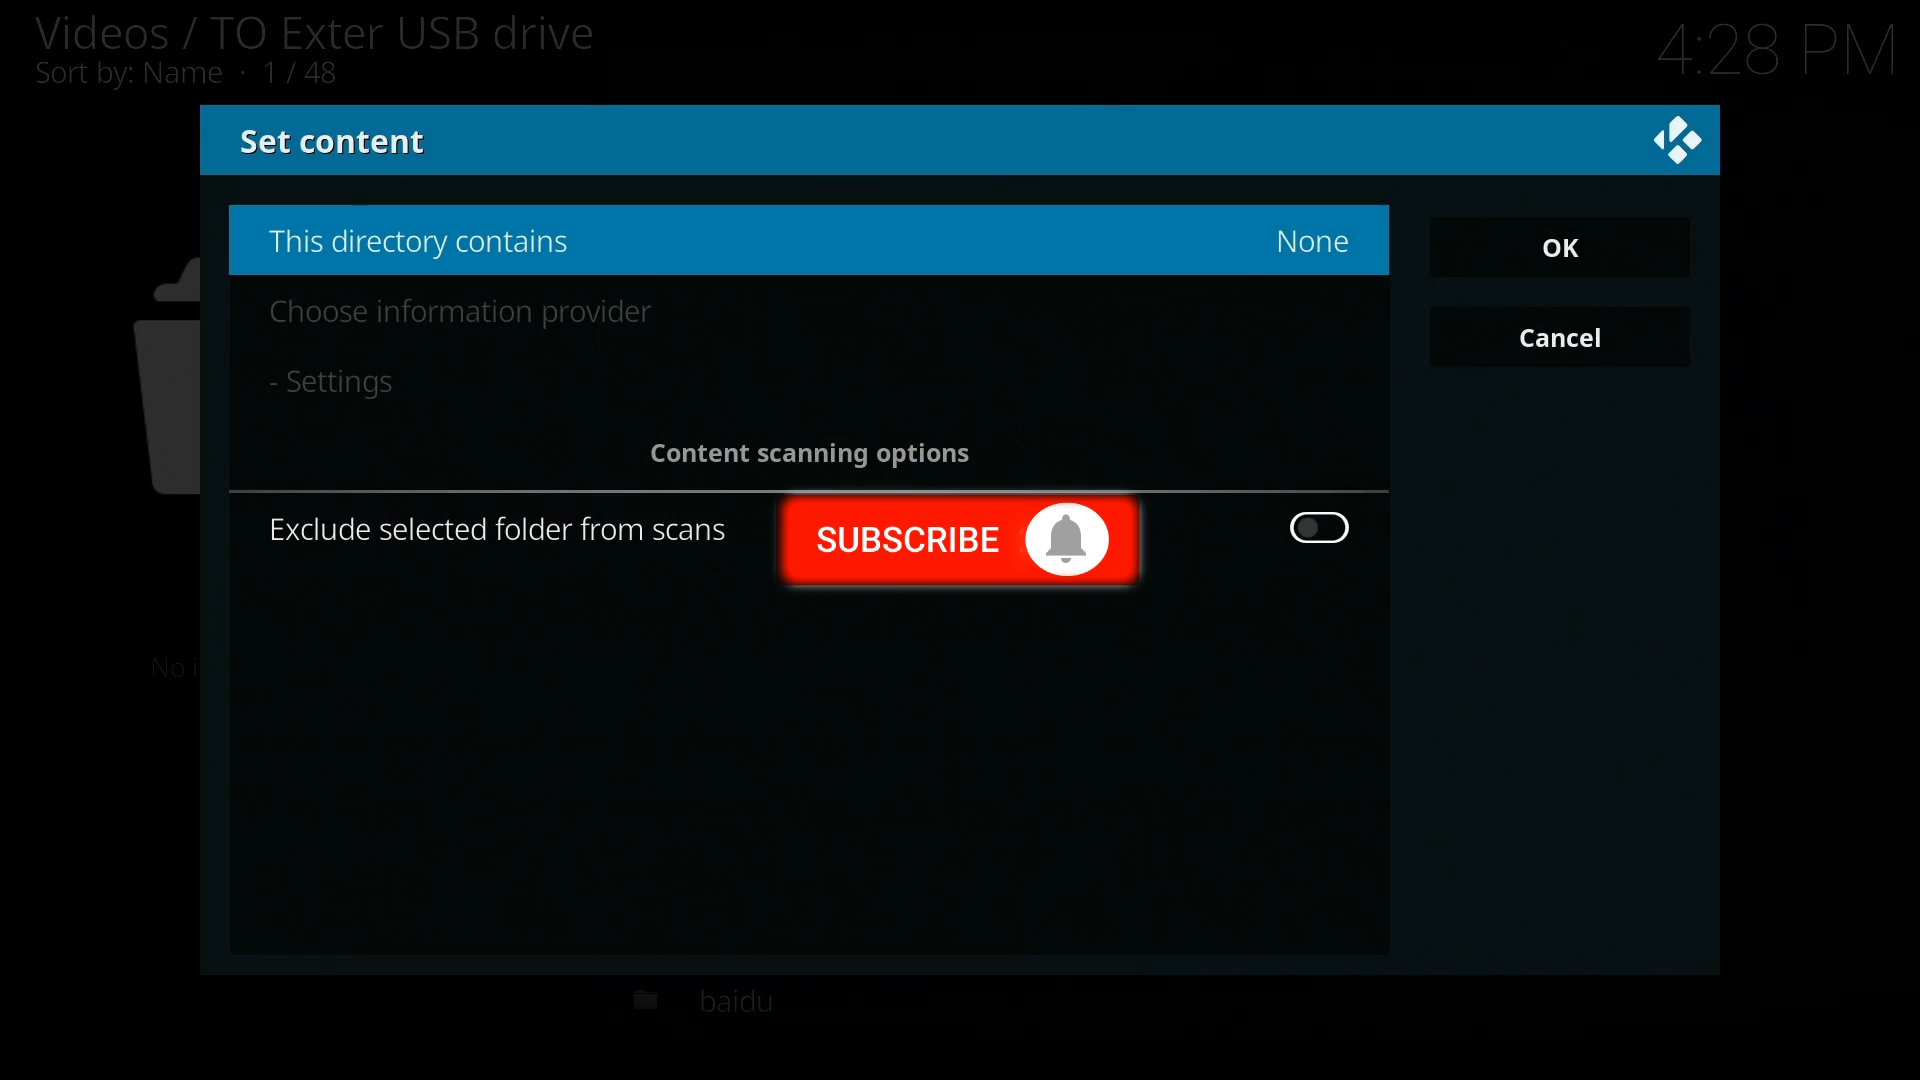 Videos / TO Exter USB drive
Sort by: Name · 1 / 48
4:28 PM
Set content
This directory contains
None
OK
Choose information provider
Cancel
- Settings
Content scanning options
Exclude selected folder from scans
SUBSCRIBE
No i
baidu